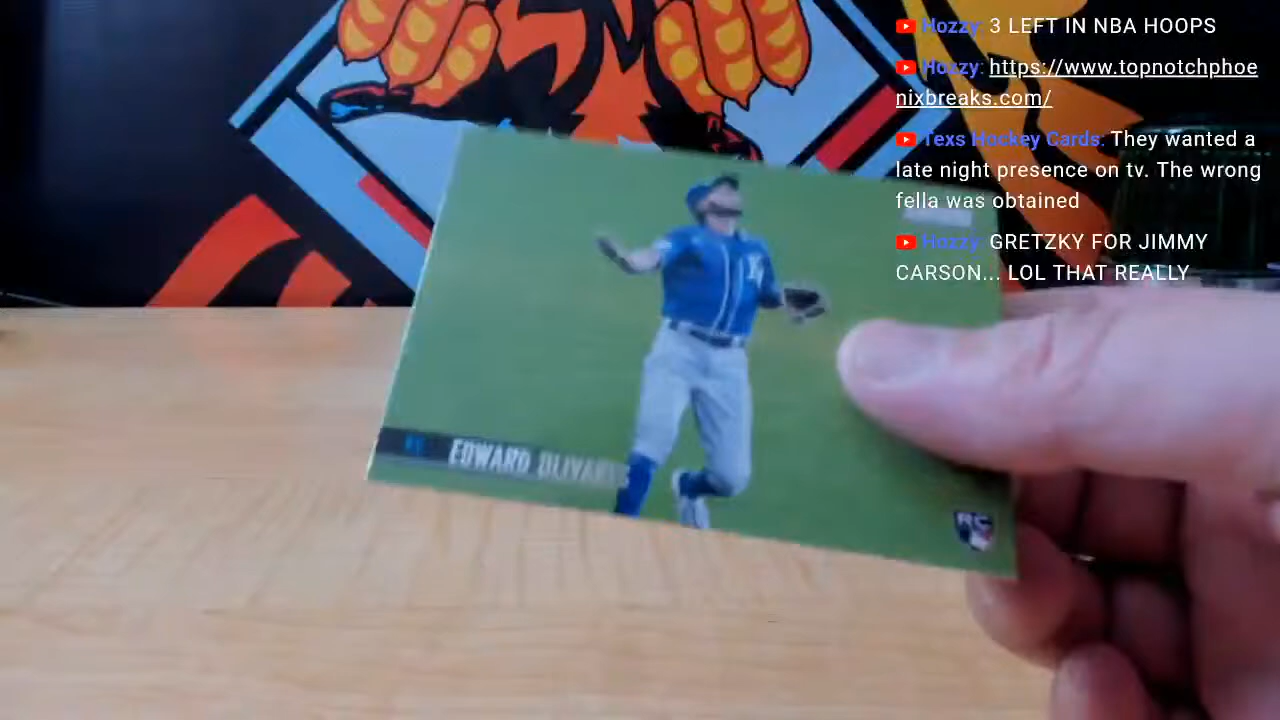 Hozzy: 3 LEFT IN NBA HOOPS
Hozzy: https://www.topnotchphoe
nixbreaks.com/
Texs Hockey Cards: They wanted a
late night presence on tv. The wrong
fella was obtained
Hozzy: GRETZKY FOR JIMMY
CARSON... LOL THAT REALLY
KC
EDWARD OLIVARES
RC